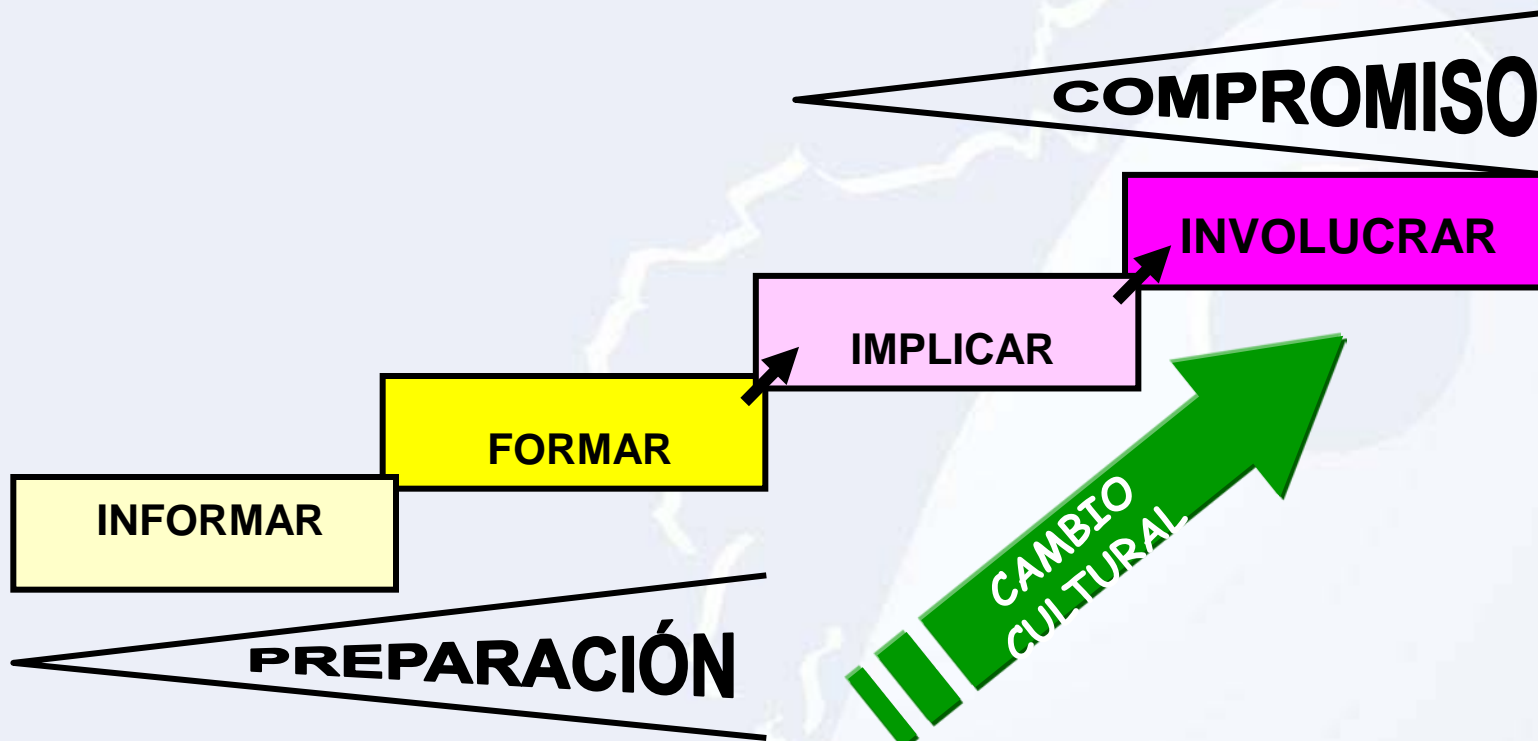 COMPROMISO
INVOLUCRAR
IMPLICAR
FORMAR
INFORMAR
PREPARACIÓN
CAMBIO
CULTURAL